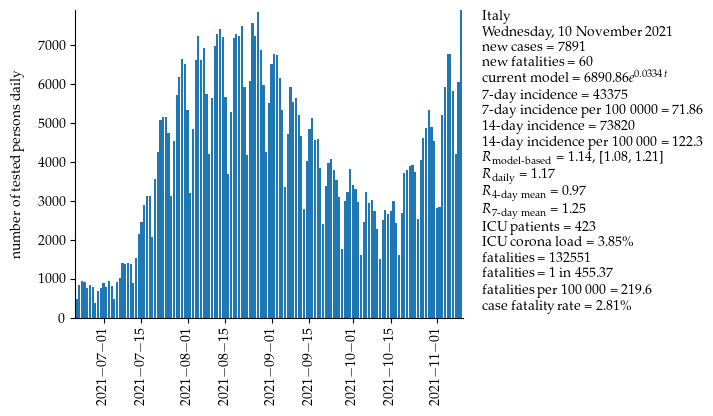 number of tested persons daily
7000
6000
5000
4000
3000
2000
1000
0
2021−07−01
2021−07−15
2021−08−01
2021−08−15
2021−09−01
2021−09−15
2021−10−01
2021−10−15
2021−11−01
Italy
Wednesday, 10 November 2021
new cases = 7891
new fatalities = 60
current model = 6890.86e^0.0334 t
7-day incidence = 43375
7-day incidence per 100 0000 = 71.86
14-day incidence = 73820
14-day incidence per 100 000 = 122.3
R model-based = 1.14, [1.08, 1.21]
R daily = 1.17
R 4-day mean = 0.97
R 7-day mean = 1.25
ICU patients = 423
ICU corona load = 3.85%
fatalities = 132551
fatalities = 1 in 455.37
fatalities per 100 000 = 219.6
case fatality rate = 2.81%